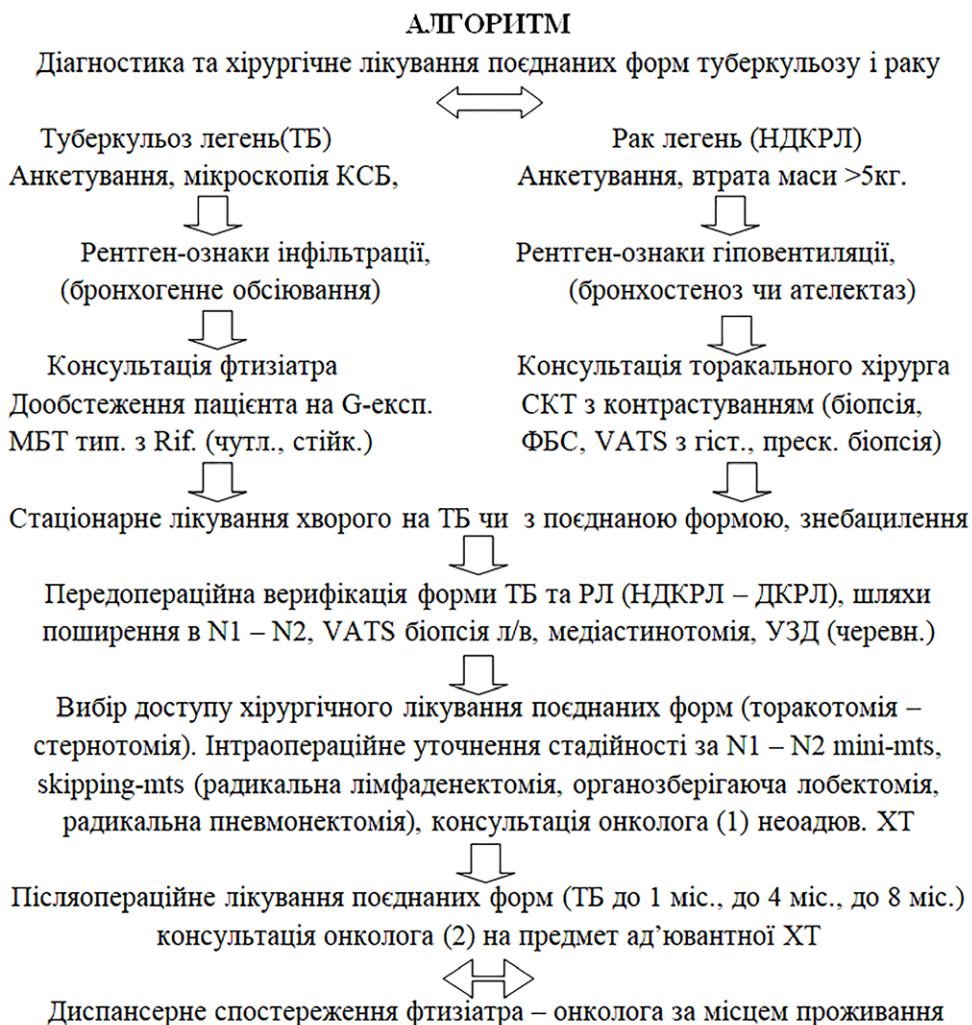 АЛГОРИТМ
Діагностика та хірургічне лікування поєднаних форм туберкульозу і раку
Туберкульоз легень(ТБ)
Анкетування, мікроскопія КСБ,
Рентген-ознаки інфільтрації,
(бронхогенне обсіювання)
Консультація фтизіатра
Дообстеження пацієнта на G-експ.
МБТ тип. з Rif. (чутл., стійк.)
Рак легень (НДКРЛ)
Анкетування, втрата маси >5кг.
Рентген-ознаки гіповентиляції,
(бронхостеноз чи ателектаз)
Консультація торакального хірурга
СКТ з контрастуванням (біопсія,
ФБС, VATS з гіст., преск. біопсія)
Стаціонарне лікування хворого на ТБ чи з поєднаною формою, знебацилення
Передопераційна верифікація форми ТБ та РЛ (НДКРЛ – ДКРЛ), шляхи
поширення в N1 – N2, VATS біопсія л/в, медіастинотомія, УЗД (черевн.)
Вибір доступу хірургічного лікування поєднаних форм (торакотомія –
стернотомія). Інтраопераційне уточнення стадійності за N1 – N2 mini-mts,
skipping-mts (радикальна лімфаденектомія, органозберігаюча лобектомія,
радикальна пневмонектомія), консультація онколога (1) неоадюв. ХТ
Післяопераційне лікування поєднаних форм (ТБ до 1 міс., до 4 міс., до 8 міс.)
консультація онколога (2) на предмет ад’ювантної ХТ
Диспансерне спостереження фтизіатра – онколога за місцем проживання